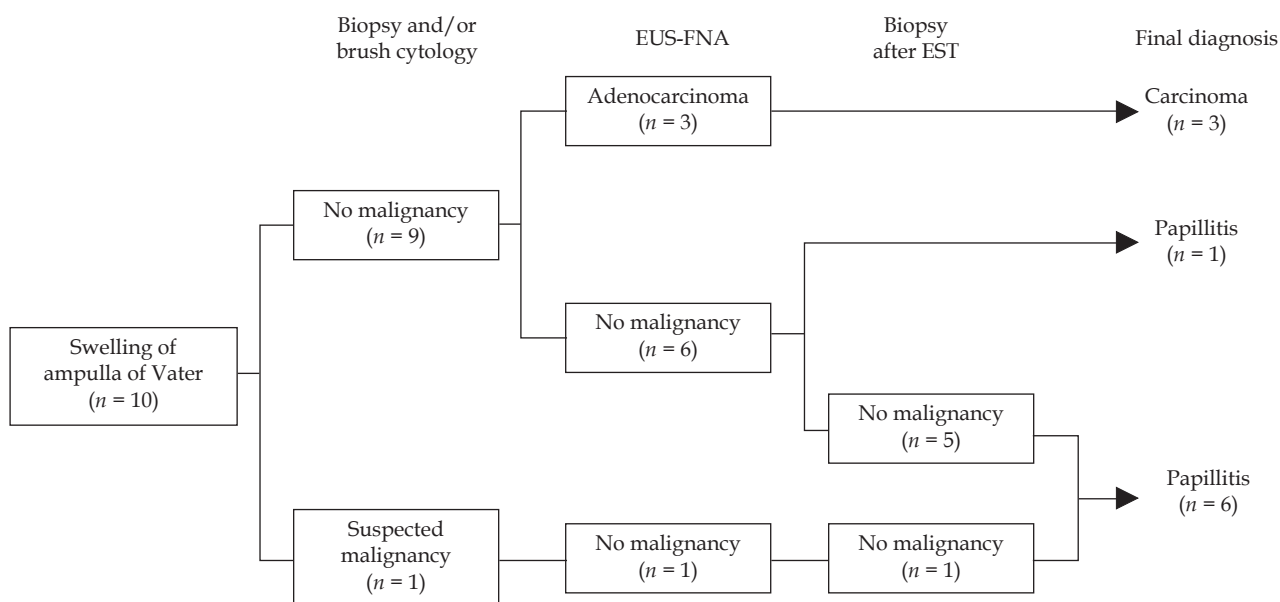 Biopsy and/or
brush cytology
EUS-FNA
Biopsy
after EST
Final diagnosis
Adenocarcinoma
(n = 3)
Carcinoma
(n = 3)
No malignancy
(n = 9)
Papillitis
(n = 1)
No malignancy
(n = 6)
Swelling of
ampulla of Vater
(n = 10)
No malignancy
(n = 5)
Papillitis
(n = 6)
Suspected
malignancy
(n = 1)
No malignancy
(n = 1)
No malignancy
(n = 1)